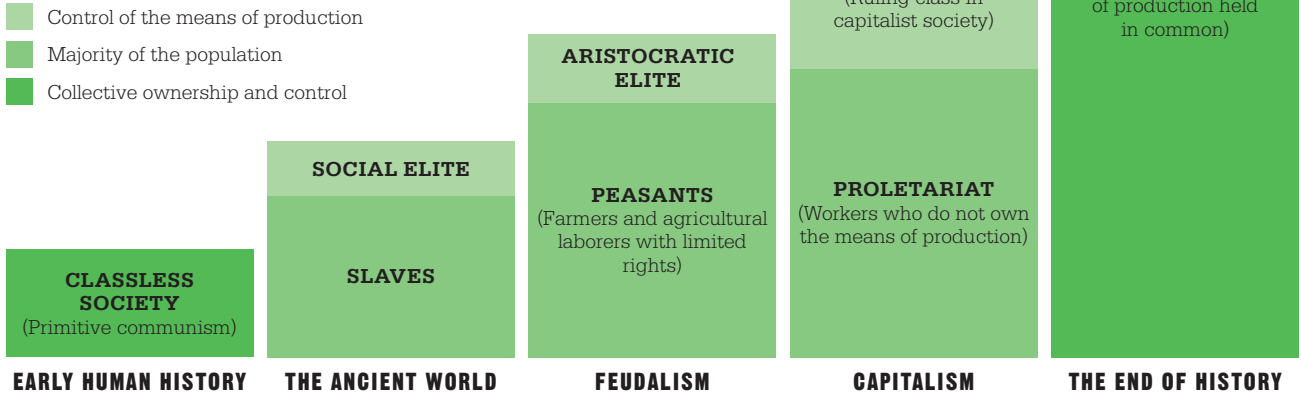 Control of the means of production
Majority of the population
Collective ownership and control
CLASSLESS
SOCIETY
(Primitive communism)
EARLY HUMAN HISTORY
SOCIAL ELITE
SLAVES
THE ANCIENT WORLD
ARISTOCRATIC
ELITE
PEASANTS
(Farmers and agricultural
laborers with limited
rights)
FEUDALISM
(Ruling class in
capitalist society)
PROLETARIAT
(Workers who do not own
the means of production)
CAPITALISM
of production held
in common)
THE END OF HISTORY